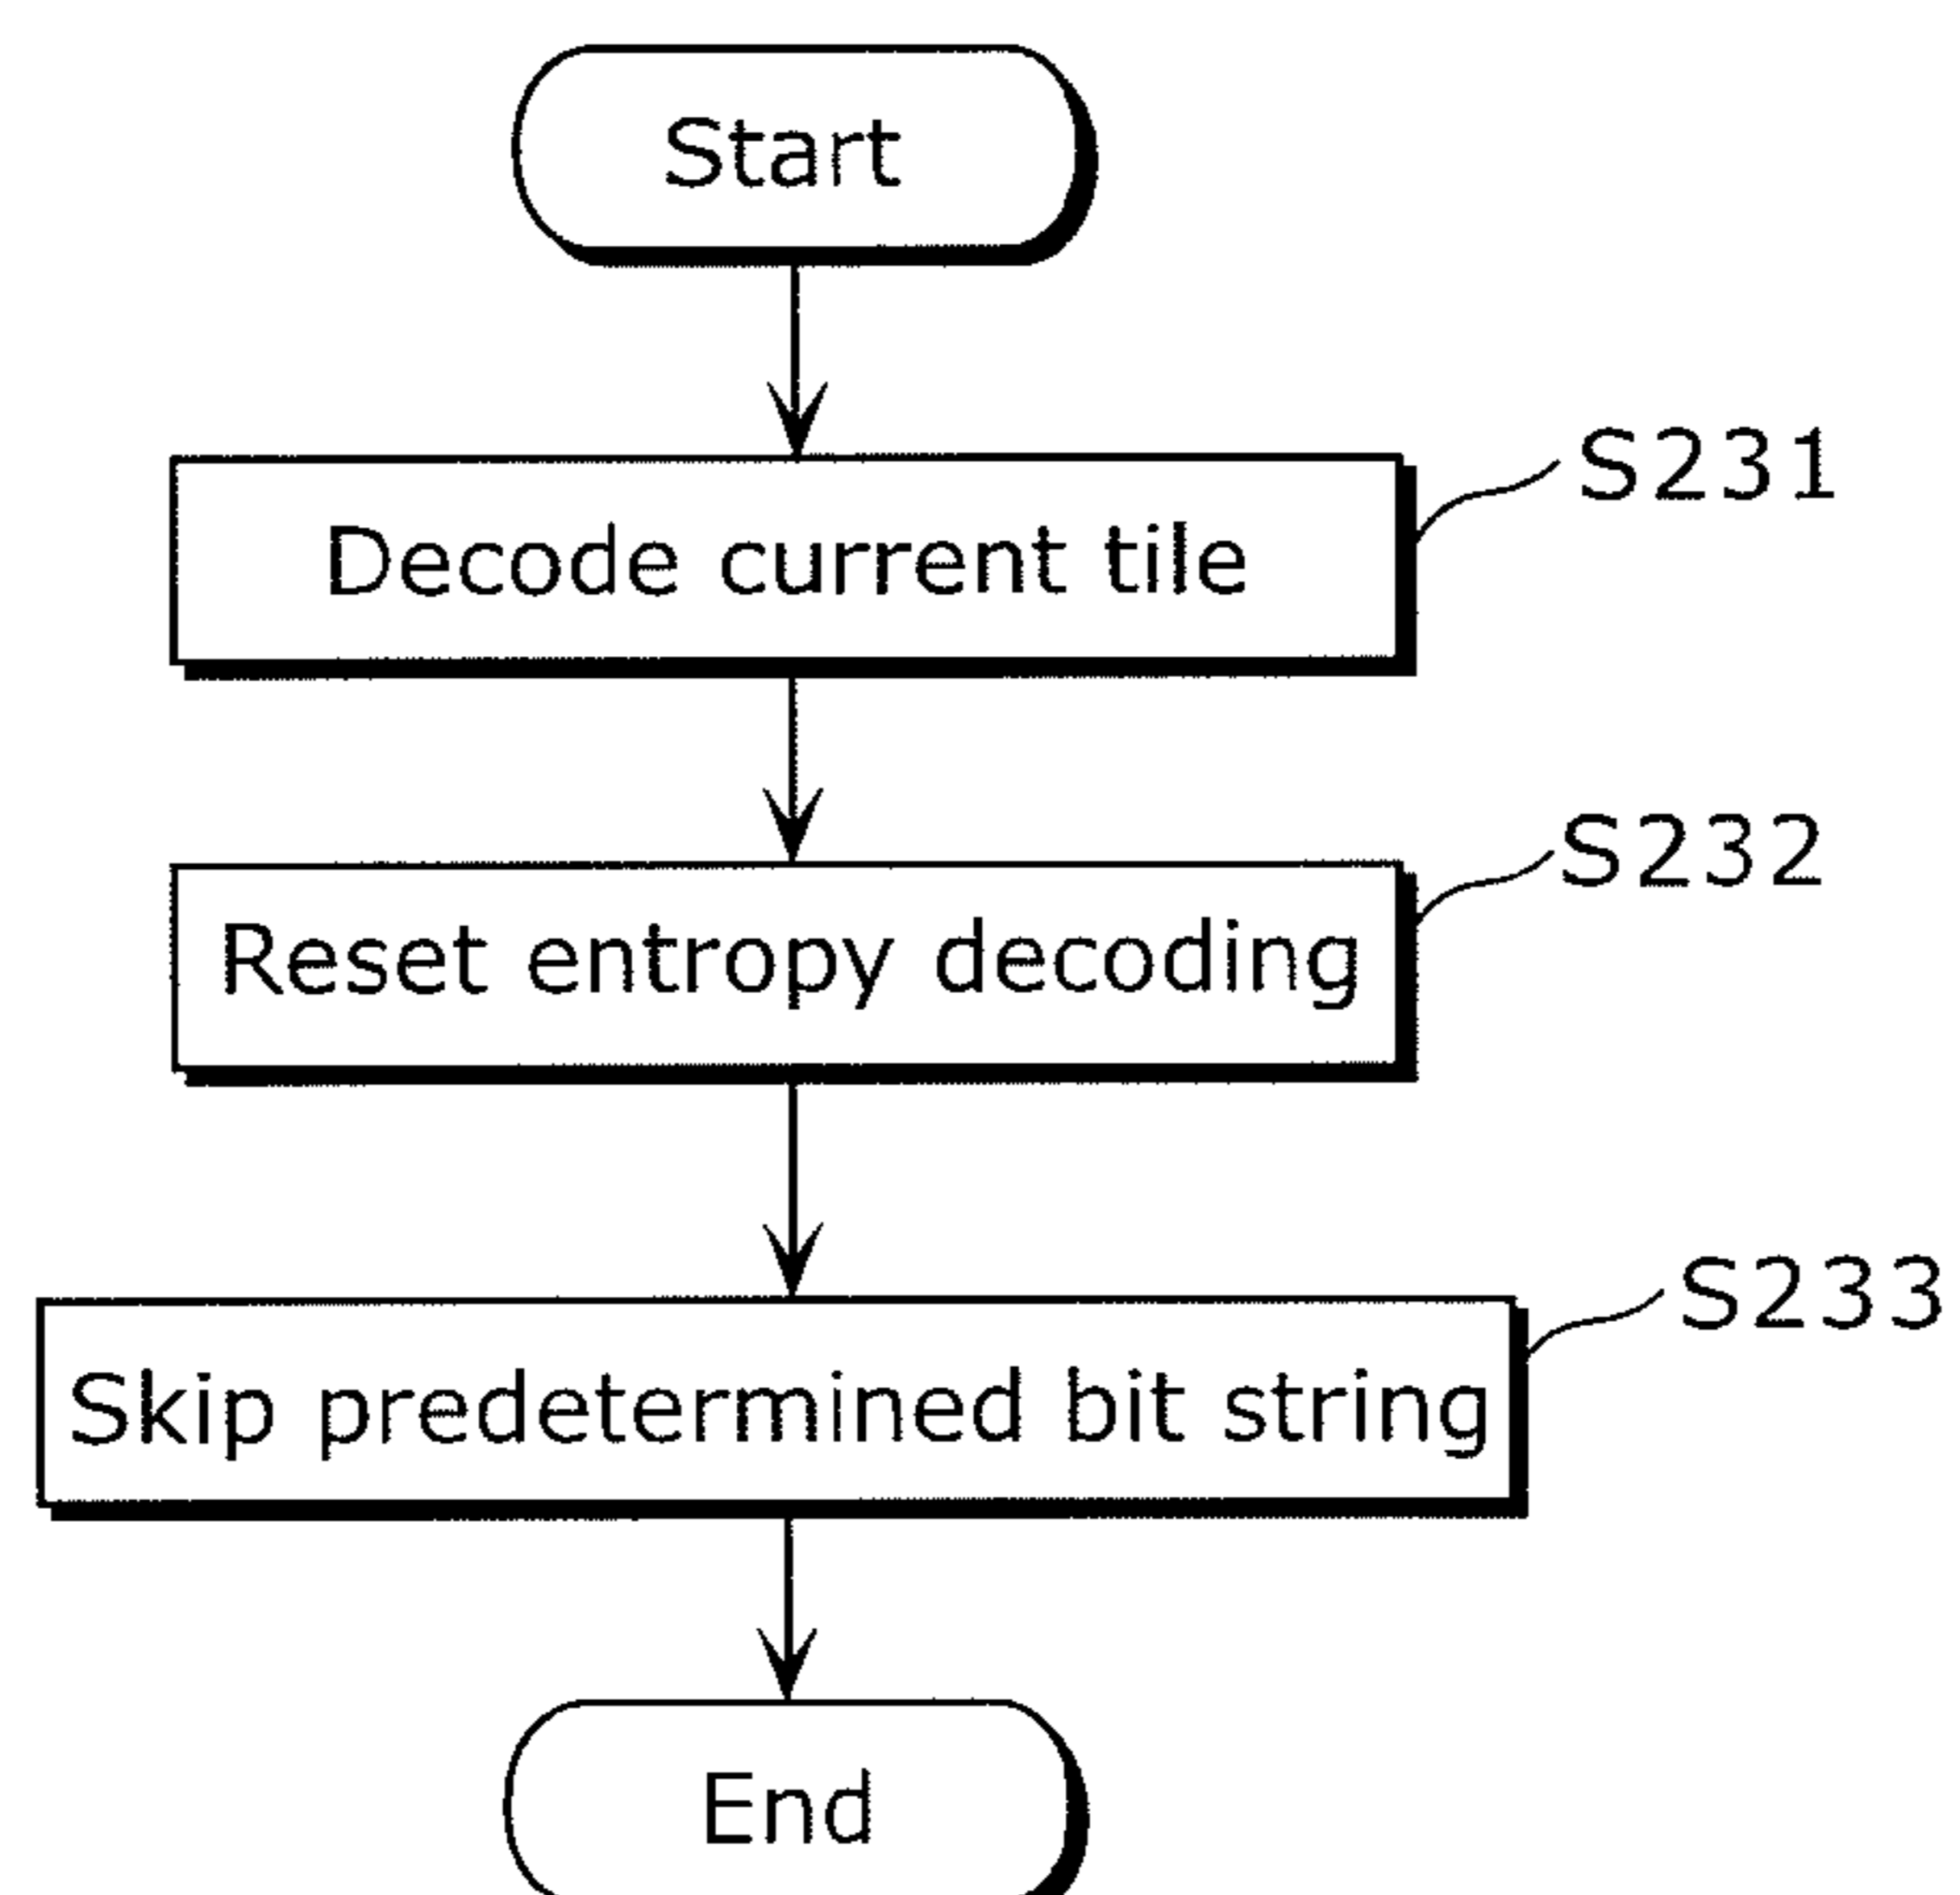 Start
S231
Decode current tile
S232
Reset entropy decoding
S233
Skip predetermined bit string
End